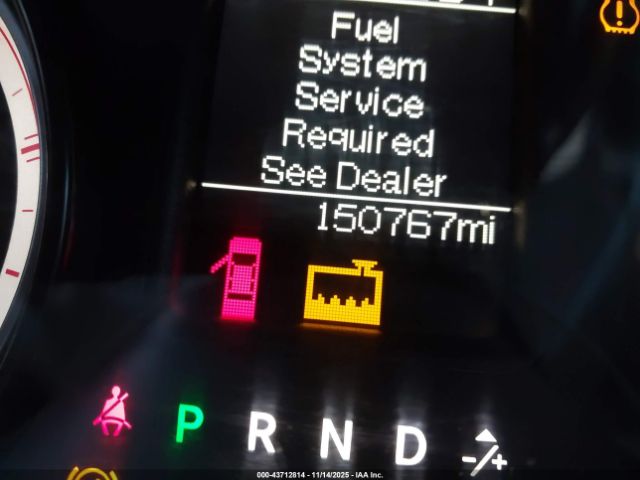 Fuel
System
Service
Required
See Dealer
150767mi
P R N D -/+
000-43712814 - 11/14/2025 - IAA Inc.